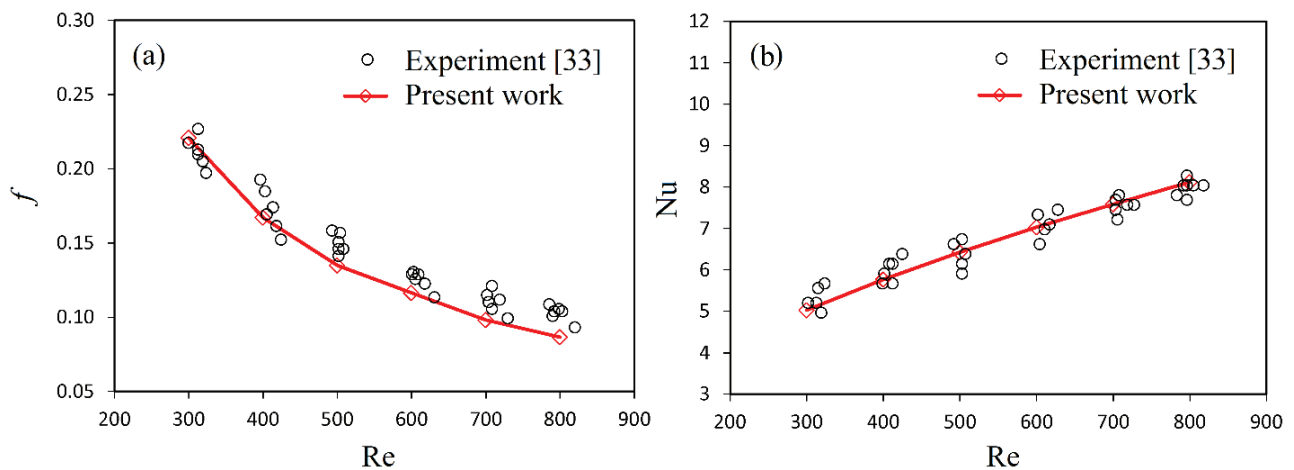 (a)
Experiment [33]
Present work
0.30
0.25
0.20
0.15
0.10
0.05
f
200 300 400 500 600 700 800 900
Re
(b)
Experiment [33]
Present work
12
11
10
9
8
7
6
5
4
3
Nu
200 300 400 500 600 700 800 900
Re